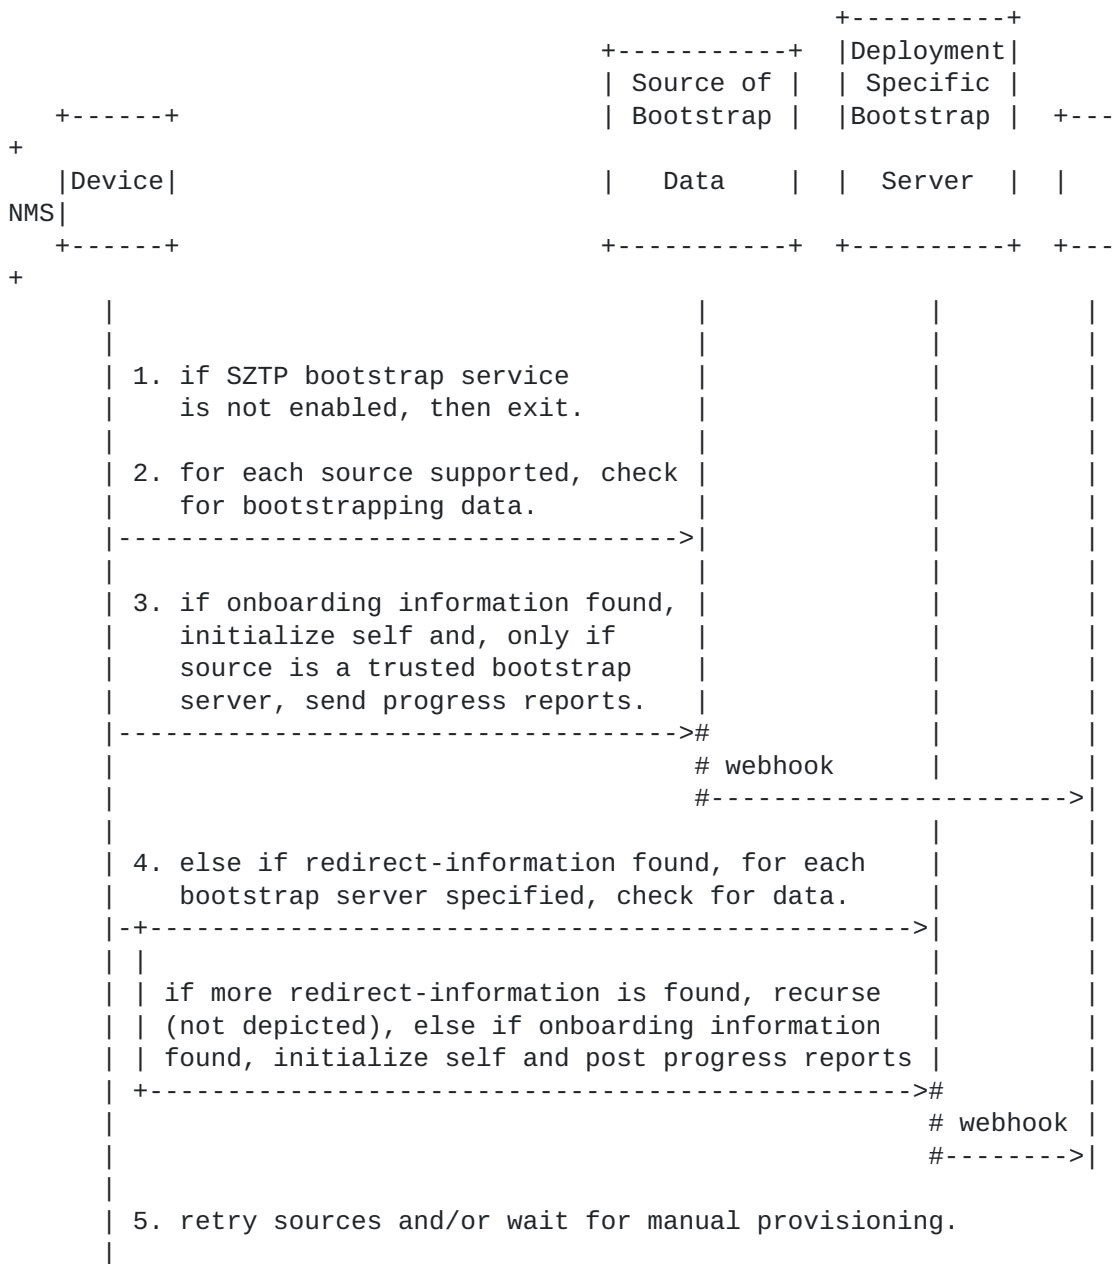 +----------+
                                      +-----------+  |Deployment|
                                      | Source of |  | Specific |
   +------+                           | Bootstrap |  |Bootstrap |  +---
+
   |Device|                           |   Data    |  |  Server  |  |
NMS|
   +------+                           +-----------+  +----------+  +---
+
      |                                     |              |         |
      |                                     |              |         |
      | 1. if SZTP bootstrap service        |              |         |
      |    is not enabled, then exit.       |              |         |
      |                                     |              |         |
      | 2. for each source supported, check |              |         |
      |    for bootstrapping data.          |              |         |
      |------------------------------------>|              |         |
      |                                     |              |         |
      | 3. if onboarding information found, |              |         |
      |    initialize self and, only if     |              |         |
      |    source is a trusted bootstrap    |              |         |
      |    server, send progress reports.   |              |         |
      |------------------------------------>#              |         |
      |                                     # webhook      |         |
      |                                     #----------------------->|
      |                                                    |         |
      | 4. else if redirect-information found, for each    |         |
      |    bootstrap server specified, check for data.     |         |
      |-+------------------------------------------------->|         |
      | |                                                  |         |
      | | if more redirect-information is found, recurse   |         |
      | | (not depicted), else if onboarding information   |         |
      | | found, initialize self and post progress reports |         |
      | +------------------------------------------------->#         |
      |                                                    # webhook |
      |                                                    #-------->|
      |
      | 5. retry sources and/or wait for manual provisioning.
      |